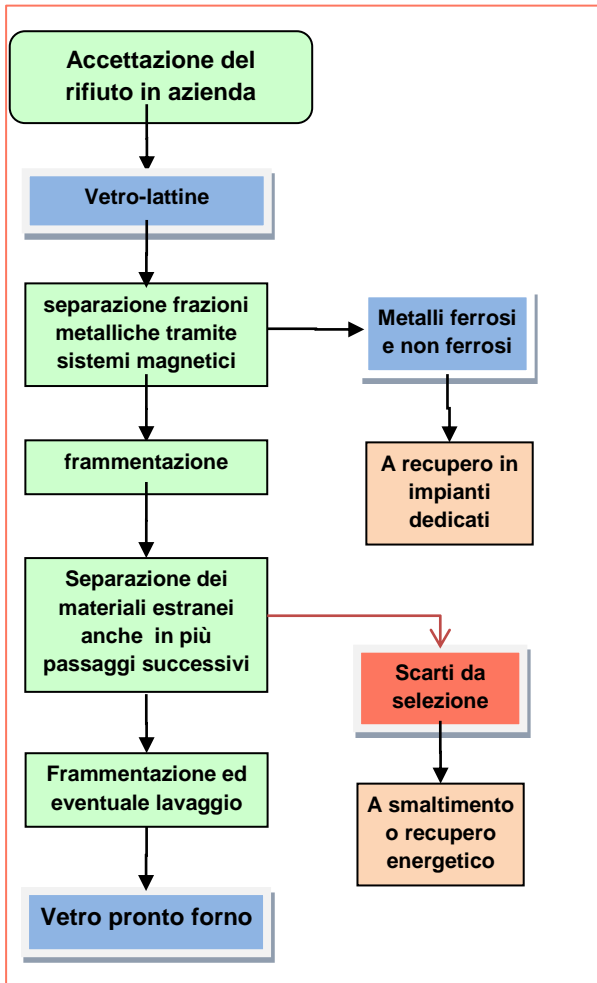 Accettazione del
rifiuto in azienda
Vetro-lattine
separazione frazioni
metalliche tramite
sistemi magnetici
Metalli ferrosi
e non ferrosi
frammentazione
A recupero in
impianti
dedicati
Separazione dei
materiali estranei
anche in più
passaggi successivi
Scarti da
selezione
Frammentazione ed
eventuale lavaggio
A smaltimento
o recupero
energetico
Vetro pronto forno